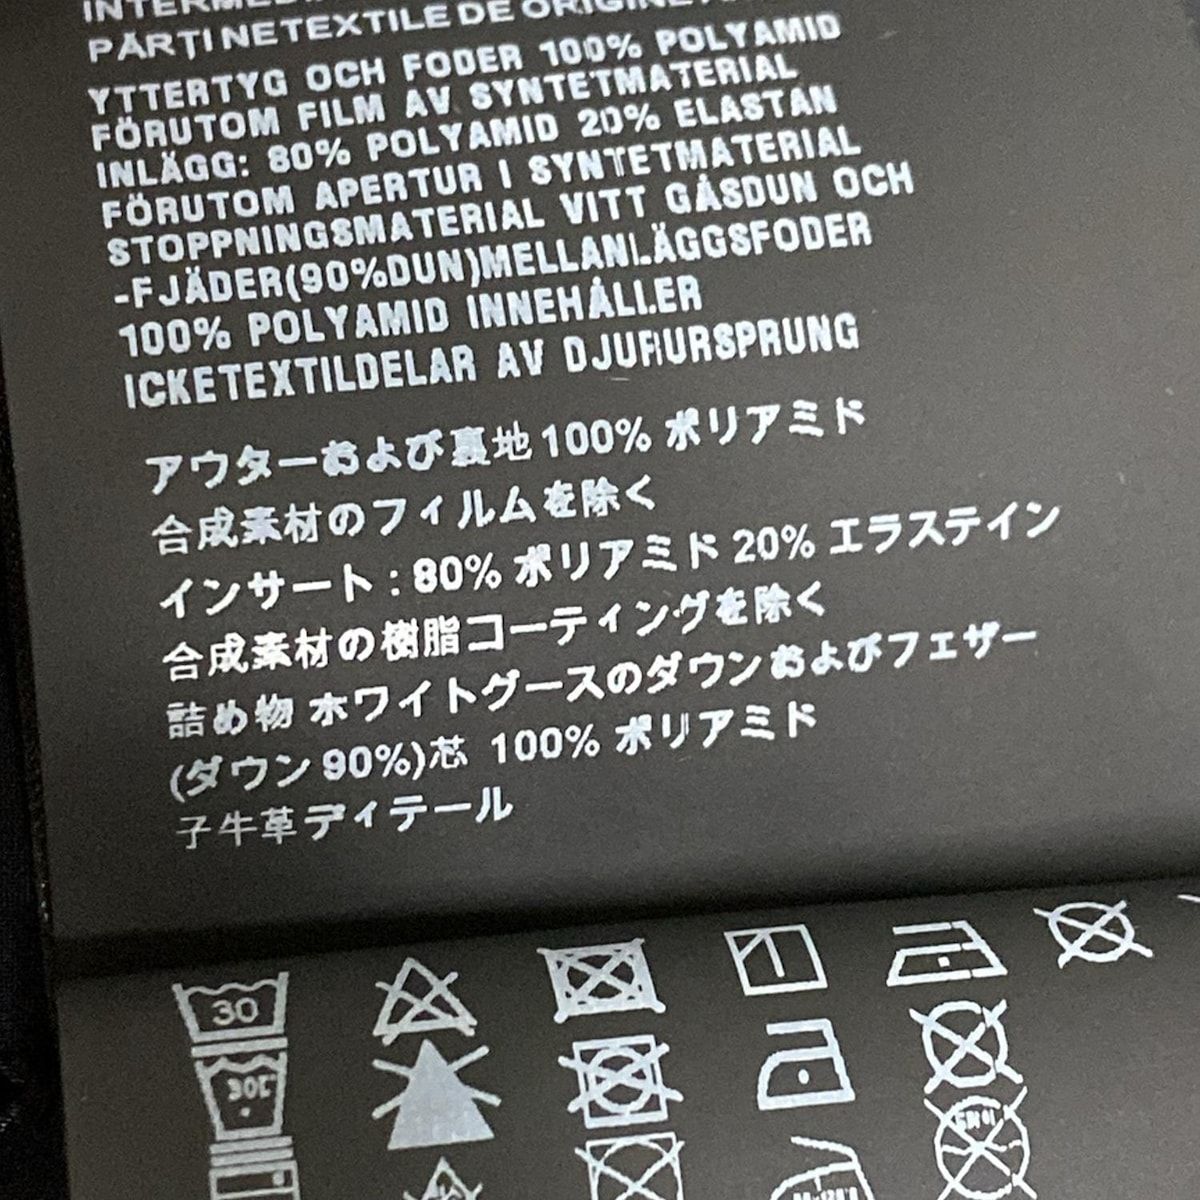 PĂRȚI NETEXTILE DE ORIGINE
YTTERTYG OCH FODER 100% POLYAMID
FÖRUTOM FILM AV SYNTETMATERIAL
INLÄGG: 80% POLYAMID 20% ELASTAN
FÖRUTOM APERTUR I SYNTETMATERIAL
STOPPNINGSMATERIAL VITT GÅSDUN OCH
-FJÄDER(90%DUN)MELLANLÄGGSFODER
100% POLYAMID INNEHÅLLER
ICKETEXTILDELAR AV DJURURSPRUNG
アウターおよび裏地 100% ポリアミド
合成素材のフィルムを除く
インサート : 80% ポリアミド 20% エラステイン
合成素材の樹脂コーティングを除く
詰め物 ホワイトグースのダウンおよびフェザー
(ダウン 90%)芯 100% ポリアミド
子牛革ディテール
30